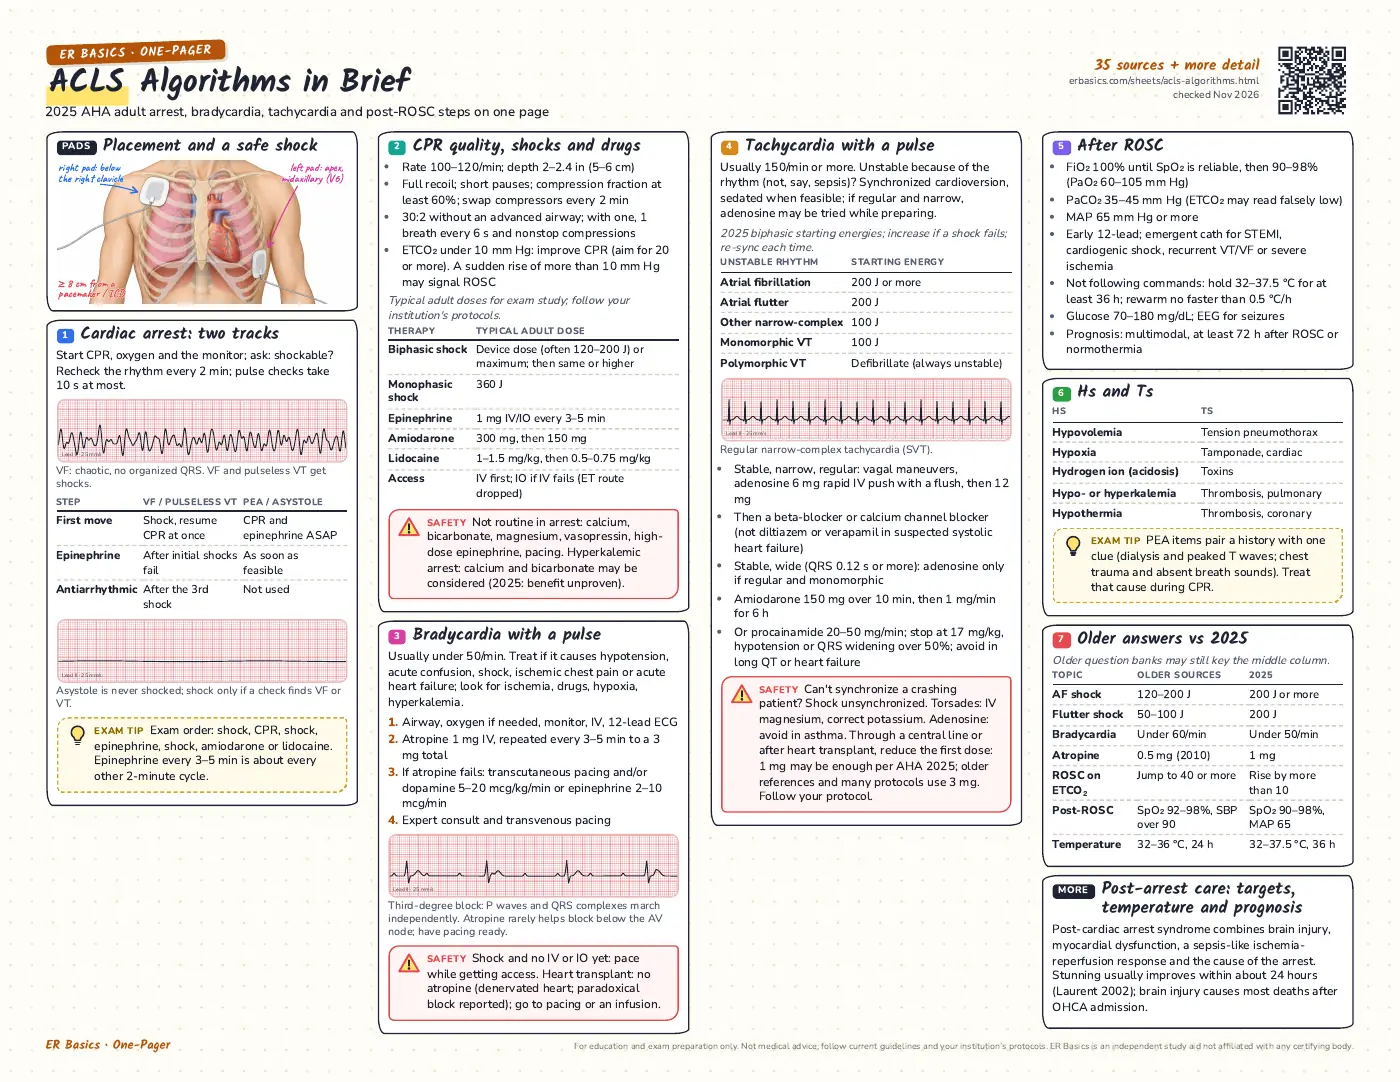 ER BASICS · ONE-PAGER
ACLS Algorithms in Brief
2025 AHA adult arrest, bradycardia, tachycardia and post-ROSC steps on one page
35 sources + more detail
erbasics.com/sheets/acls-algorithms.html
checked Nov 2026
PADS Placement and a safe shock
right pad: below
the right clavicle
left pad: apex,
midaxillary (V6)
≥ 8 cm from a
pacemaker / ICD
1 Cardiac arrest: two tracks
Start CPR, oxygen and the monitor; ask: shockable?
Recheck the rhythm every 2 min; pulse checks take
10 s at most.
Lead II · 25 mm/s
VF: chaotic, no organized QRS. VF and pulseless VT get
shocks.
STEP VF / PULSELESS VT PEA / ASYSTOLE
First move Shock, resume CPR and
CPR at once epinephrine ASAP
Epinephrine After initial shocks As soon as
fail feasible
Antiarrhythmic After the 3rd Not used
shock
Lead II · 25 mm/s
Asystole is never shocked; shock only if a check finds VF or
VT.
EXAM TIP Exam order: shock, CPR, shock,
epinephrine, shock, amiodarone or lidocaine.
Epinephrine every 3–5 min is about every
other 2-minute cycle.
2 CPR quality, shocks and drugs
• Rate 100–120/min; depth 2–2.4 in (5–6 cm)
• Full recoil; short pauses; compression fraction at
least 60%; swap compressors every 2 min
• 30:2 without an advanced airway; with one, 1
breath every 6 s and nonstop compressions
• ETCO₂ under 10 mm Hg: improve CPR (aim for 20
or more). A sudden rise of more than 10 mm Hg
may signal ROSC
Typical adult doses for exam study; follow your
institution's protocols.
THERAPY TYPICAL ADULT DOSE
Biphasic shock Device dose (often 120–200 J) or
maximum; then same or higher
Monophasic 360 J
shock
Epinephrine 1 mg IV/IO every 3–5 min
Amiodarone 300 mg, then 150 mg
Lidocaine 1–1.5 mg/kg, then 0.5–0.75 mg/kg
Access IV first; IO if IV fails (ET route
dropped)
SAFETY Not routine in arrest: calcium,
bicarbonate, magnesium, vasopressin, high-
dose epinephrine, pacing. Hyperkalemic
arrest: calcium and bicarbonate may be
considered (2025: benefit unproven).
3 Bradycardia with a pulse
Usually under 50/min. Treat if it causes hypotension,
acute confusion, shock, ischemic chest pain or acute
heart failure; look for ischemia, drugs, hypoxia,
hyperkalemia.
1. Airway, oxygen if needed, monitor, IV, 12-lead ECG
2. Atropine 1 mg IV, repeated every 3–5 min to a 3
mg total
3. If atropine fails: transcutaneous pacing and/or
dopamine 5–20 mcg/kg/min or epinephrine 2–10
mcg/min
4. Expert consult and transvenous pacing
Lead II · 25 mm/s
Third-degree block: P waves and QRS complexes march
independently. Atropine rarely helps block below the AV
node; have pacing ready.
SAFETY Shock and no IV or IO yet: pace
while getting access. Heart transplant: no
atropine (denervated heart; paradoxical
block reported); go to pacing or an infusion.
4 Tachycardia with a pulse
Usually 150/min or more. Unstable because of the
rhythm (not, say, sepsis)? Synchronized cardioversion,
sedated when feasible; if regular and narrow,
adenosine may be tried while preparing.
2025 biphasic starting energies; increase if a shock fails;
re-sync each time.
UNSTABLE RHYTHM STARTING ENERGY
Atrial fibrillation 200 J or more
Atrial flutter 200 J
Other narrow-complex 100 J
Monomorphic VT 100 J
Polymorphic VT Defibrillate (always unstable)
Lead II · 25 mm/s
Regular narrow-complex tachycardia (SVT).
• Stable, narrow, regular: vagal maneuvers,
adenosine 6 mg rapid IV push with a flush, then 12
mg
• Then a beta-blocker or calcium channel blocker
(not diltiazem or verapamil in suspected systolic
heart failure)
• Stable, wide (QRS 0.12 s or more): adenosine only
if regular and monomorphic
• Amiodarone 150 mg over 10 min, then 1 mg/min
for 6 h
• Or procainamide 20–50 mg/min; stop at 17 mg/kg,
hypotension or QRS widening over 50%; avoid in
long QT or heart failure
SAFETY Can't synchronize a crashing
patient? Shock unsynchronized. Torsades: IV
magnesium, correct potassium. Adenosine:
avoid in asthma. Through a central line or
after heart transplant, reduce the first dose:
1 mg may be enough per AHA 2025; older
references and many protocols use 3 mg.
Follow your protocol.
5 After ROSC
• FiO₂ 100% until SpO₂ is reliable, then 90–98%
(PaO₂ 60–105 mm Hg)
• PaCO₂ 35–45 mm Hg (ETCO₂ may read falsely low)
• MAP 65 mm Hg or more
• Early 12-lead; emergent cath for STEMI,
cardiogenic shock, recurrent VT/VF or severe
ischemia
• Not following commands: hold 32–37.5 °C for at
least 36 h; rewarm no faster than 0.5 °C/h
• Glucose 70–180 mg/dL; EEG for seizures
• Prognosis: multimodal, at least 72 h after ROSC or
normothermia
6 Hs and Ts
HS TS
Hypovolemia Tension pneumothorax
Hypoxia Tamponade, cardiac
Hydrogen ion (acidosis) Toxins
Hypo- or hyperkalemia Thrombosis, pulmonary
Hypothermia Thrombosis, coronary
EXAM TIP PEA items pair a history with one
clue (dialysis and peaked T waves; chest
trauma and absent breath sounds). Treat
that cause during CPR.
7 Older answers vs 2025
Older question banks may still key the middle column.
TOPIC OLDER SOURCES 2025
AF shock 120–200 J 200 J or more
Flutter shock 50–100 J 200 J
Bradycardia Under 60/min Under 50/min
Atropine 0.5 mg (2010) 1 mg
ROSC on Jump to 40 or more Rise by more
ETCO₂ than 10
Post-ROSC SpO₂ 92–98%, SBP SpO₂ 90–98%,
over 90 MAP 65
Temperature 32–36 °C, 24 h 32–37.5 °C, 36 h
MORE Post-arrest care: targets,
temperature and prognosis
Post-cardiac arrest syndrome combines brain injury,
myocardial dysfunction, a sepsis-like ischemia-
reperfusion response and the cause of the arrest.
Stunning usually improves within about 24 hours
(Laurent 2002); brain injury causes most deaths after
OHCA admission.
ER Basics · One-Pager
For education and exam preparation only. Not medical advice; follow current guidelines and your institution's protocols. ER Basics is an independent study aid not affiliated with any certifying body.